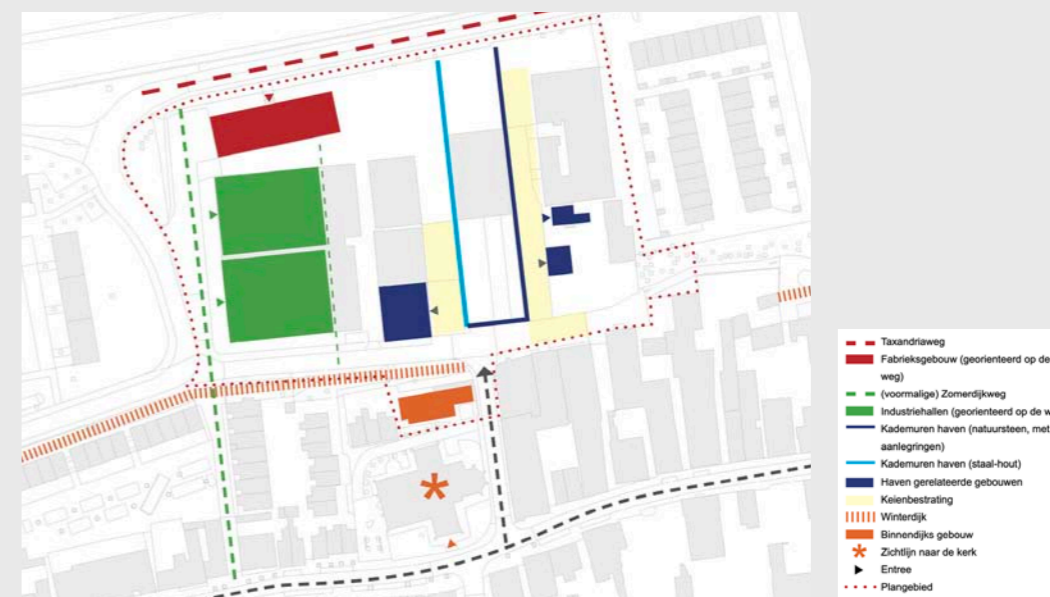 Taxandriaweg
Fabrieksgebouw (georienteerd op de
weg)
(voormalige) Zomerdijkweg
Industriehallen (georienteerd op de w
Kademuren haven (natuursteen, met
aanlegringen)
Kademuren haven (staal-hout)
Haven gerelateerde gebouwen
Keienbestrating
Winterdijk
Binnendijks gebouw
Zichtlijn naar de kerk
Entree
Plangebied